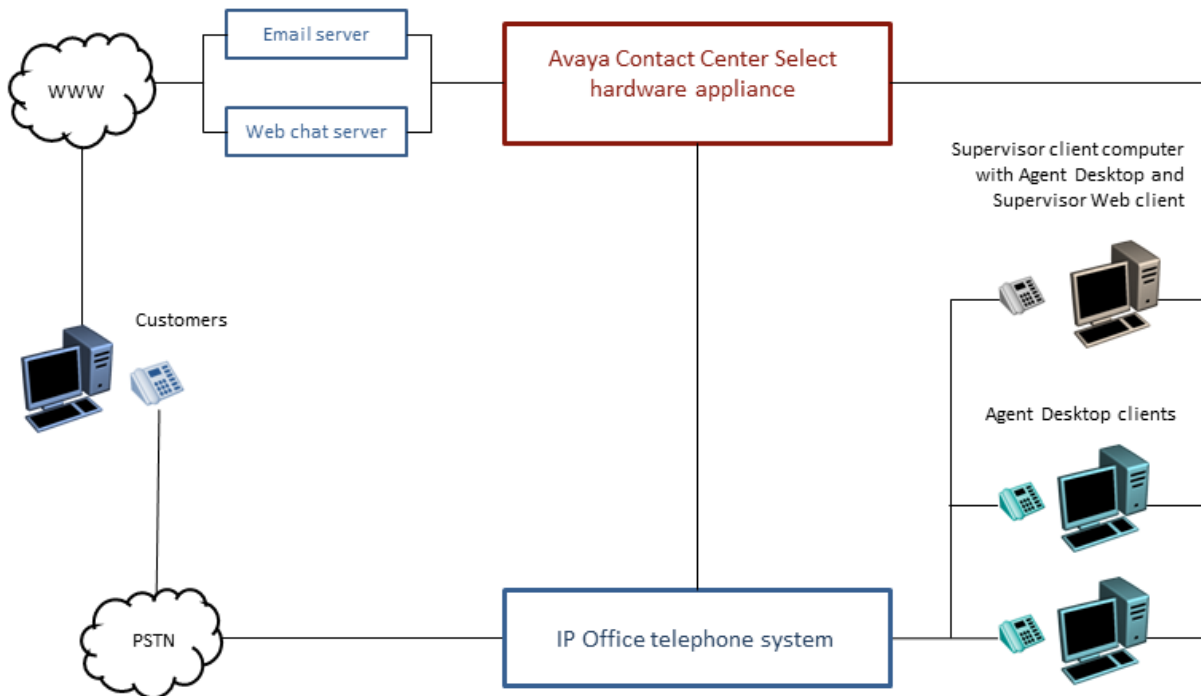 Email server
WWW
Web chat server
Avaya Contact Center Select
hardware appliance
Supervisor client computer
with Agent Desktop and
Supervisor Web client
Customers
Agent Desktop clients
PSTN
IP Office telephone system